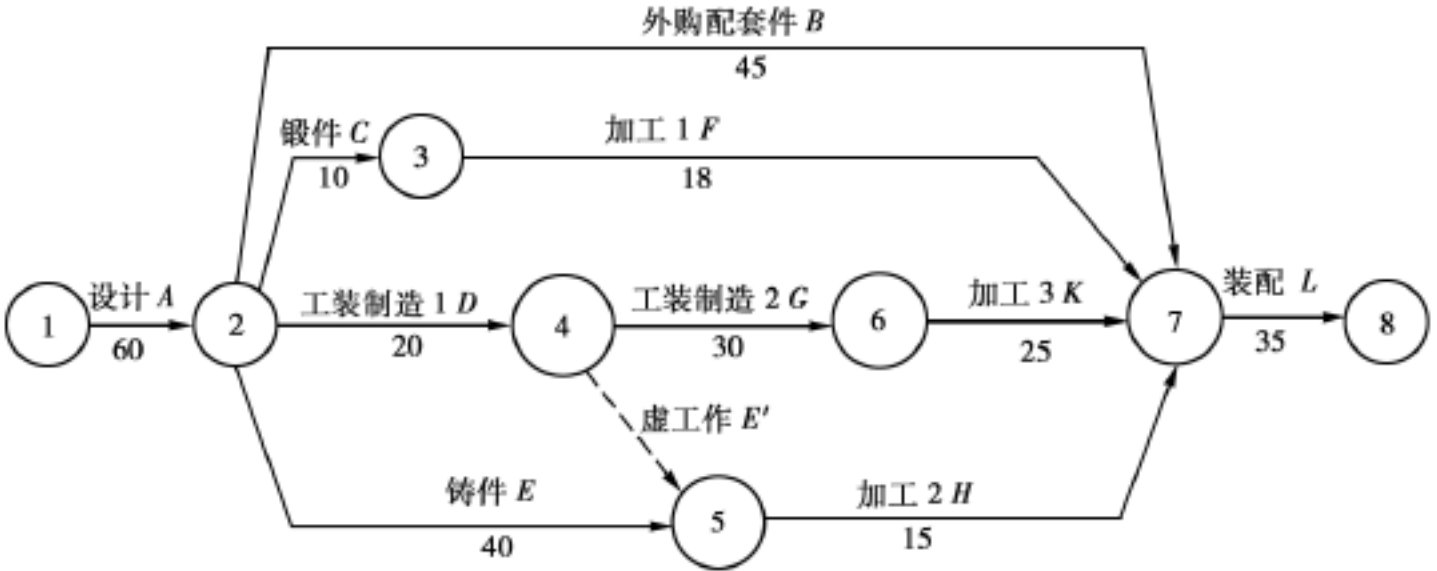 外购配套件 B
45
锻件 C
10
3
加工 1 F
18
1
设计 A
60
2
工装制造 1 D
20
4
工装制造 2 G
30
6
加工 3 K
25
7
装配 L
35
8
虚工作 E′
铸件 E
40
5
加工 2 H
15